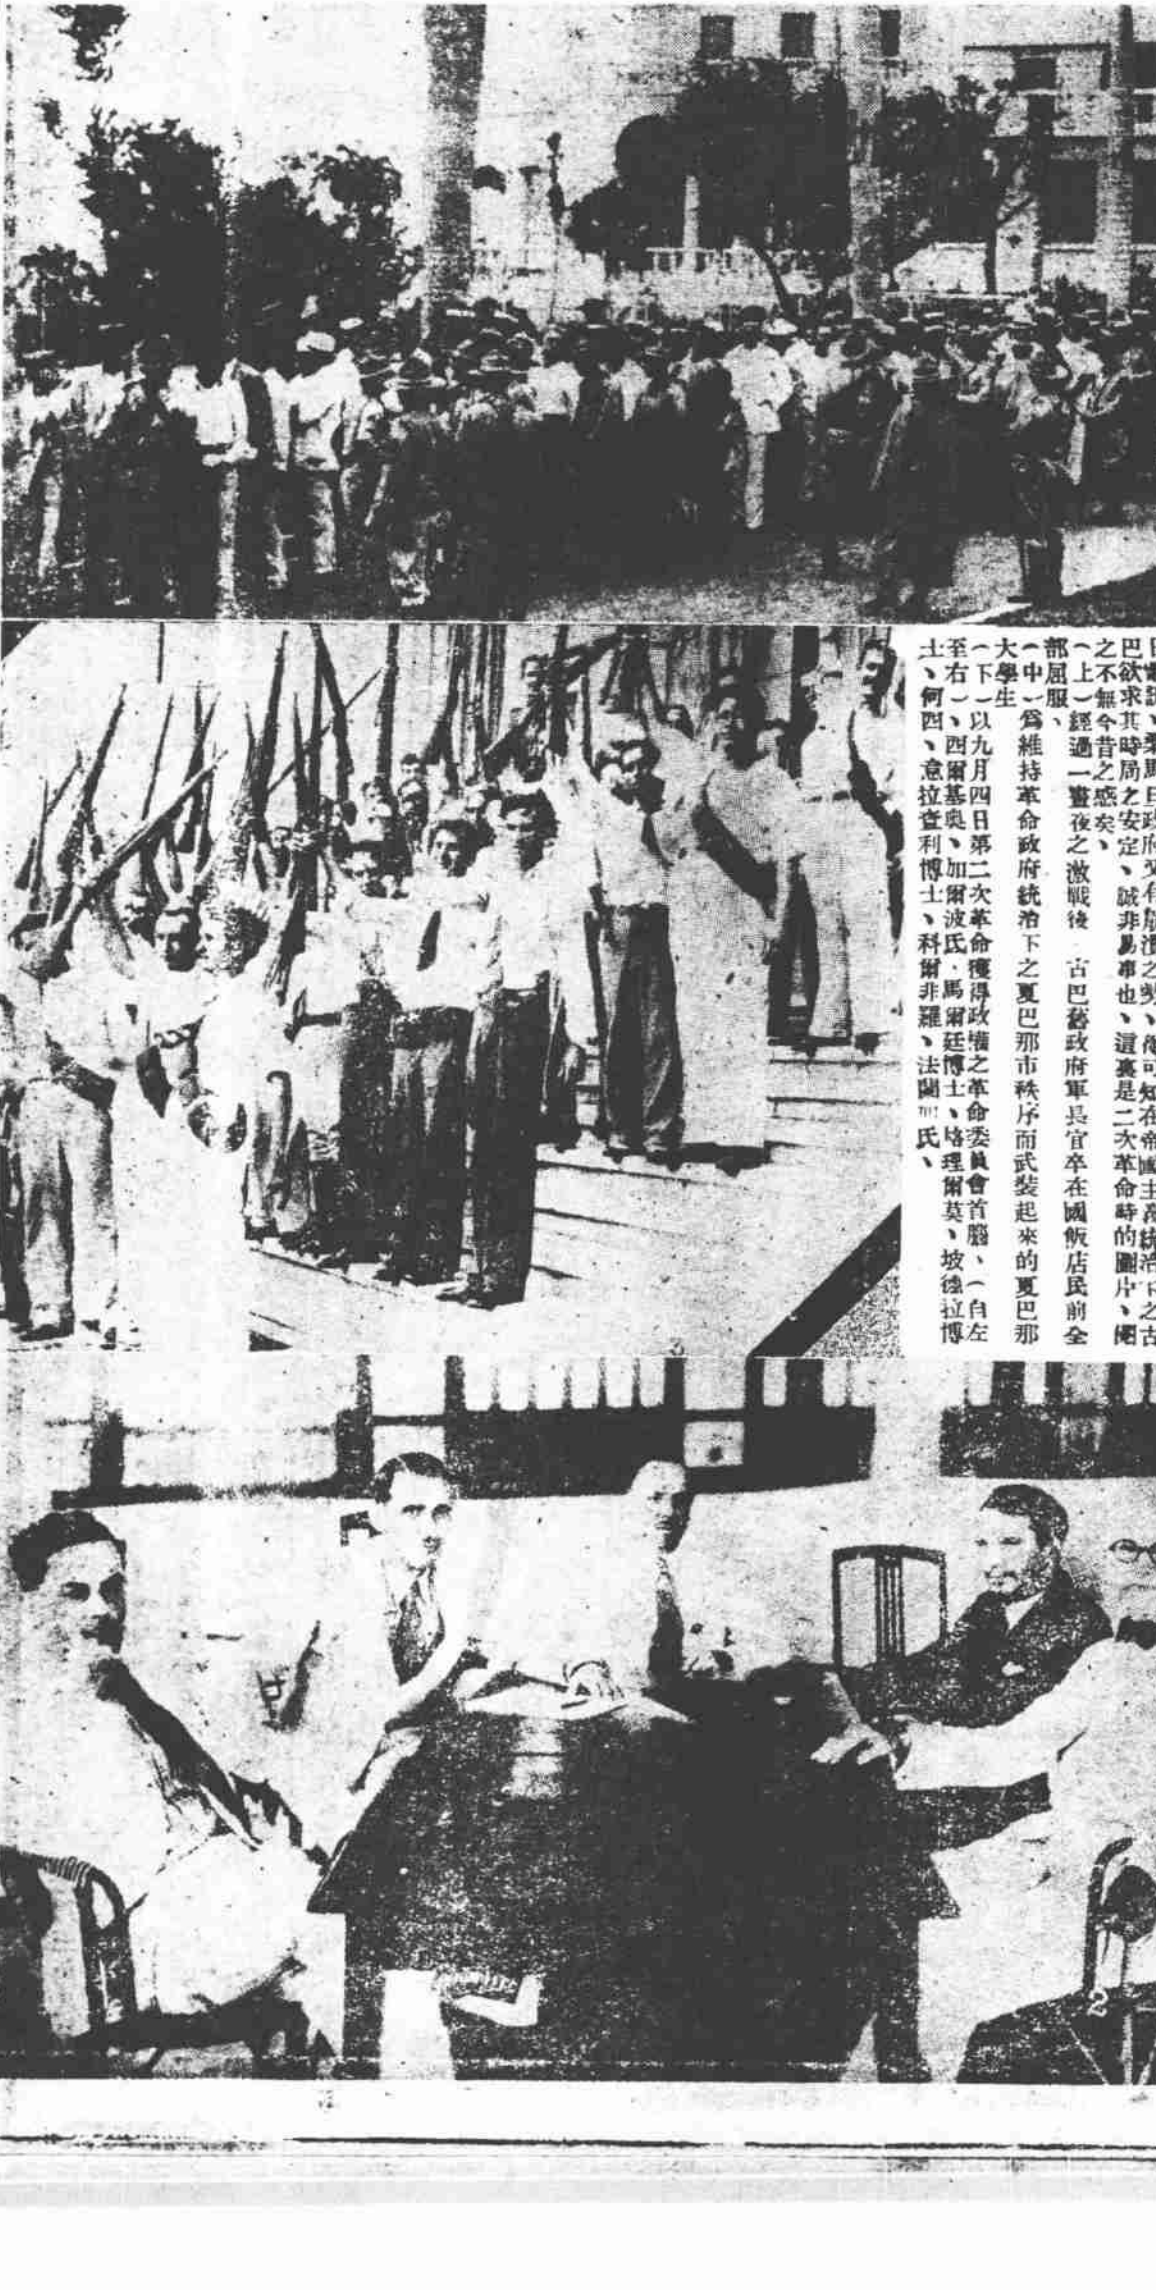 巴欲求其時局之安定、誠非易事也、這裏是二次革命時的圖片、閱
之不無今昔之感矣、
(上)經過一晝夜之激戰後 古巴舊政府軍長官卒在國飯店民前全
部屈服、
(中)爲維持革命政府統治下之夏巴那市秩序而武裝起來的夏巴那
大學生
(下)以九月四日第二次革命獲得政權之革命委員會首腦、(自左
至右)、西爾基奧、加爾波氏、馬爾廷博士、烙理爾莫、坡德拉博
士、何西、意拉查利博士、科爾非羅、法蘭 氏、
2